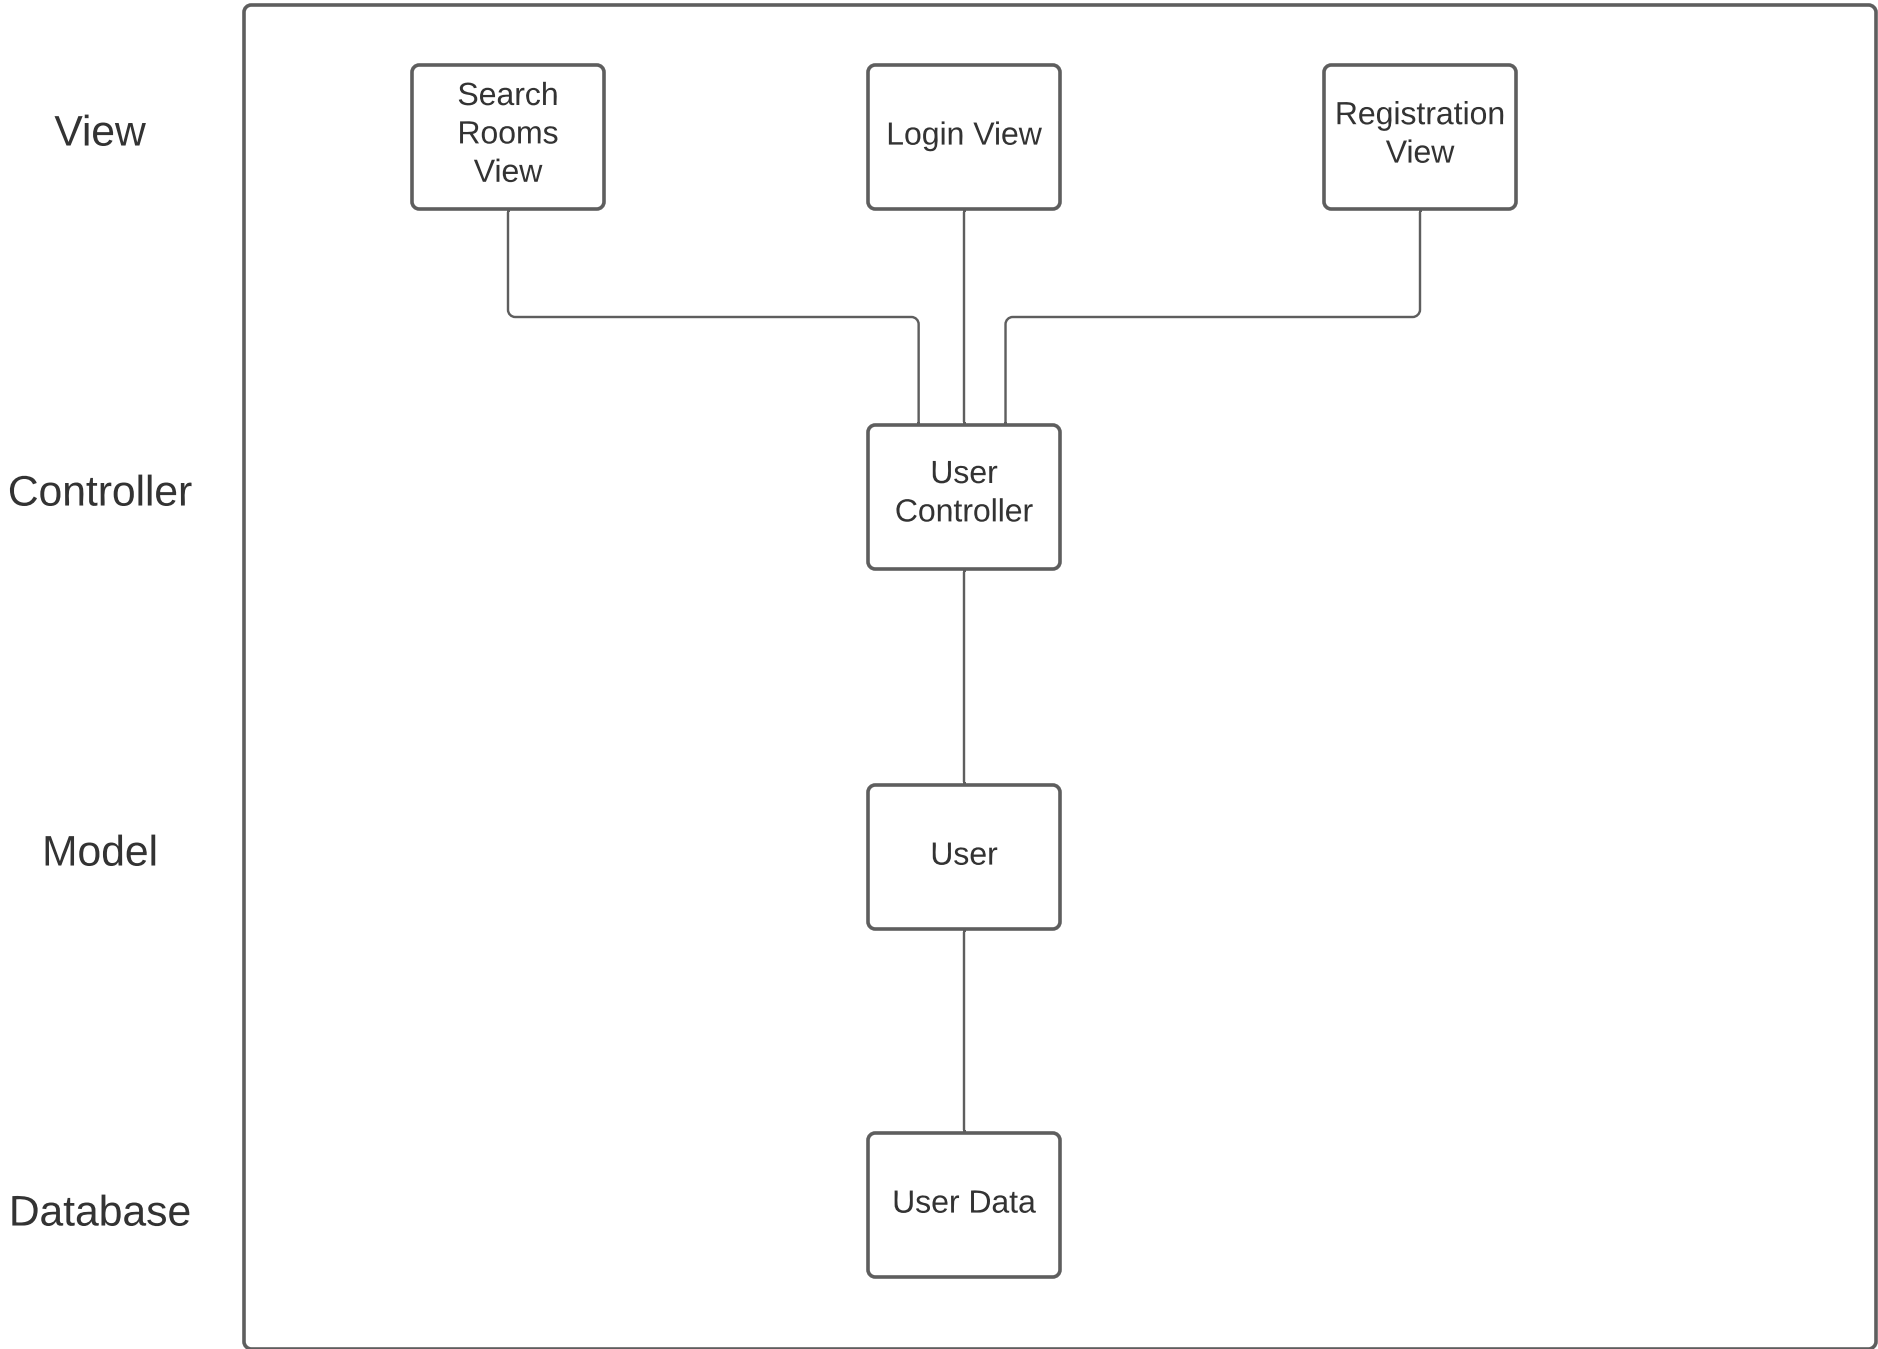 View
Search
Rooms
View
Login View
Registration
View
Controller
User
Controller
Model
User
Database
User Data